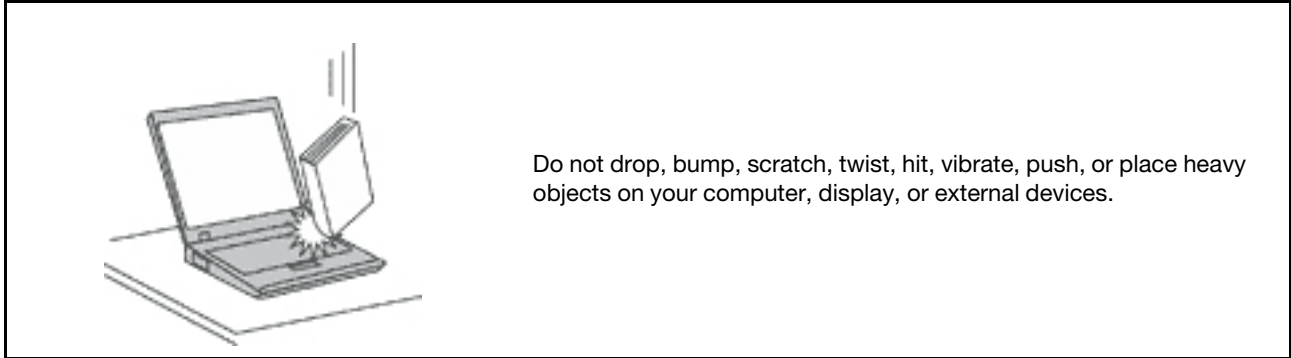 Do not drop, bump, scratch, twist, hit, vibrate, push, or place heavy
objects on your computer, display, or external devices.